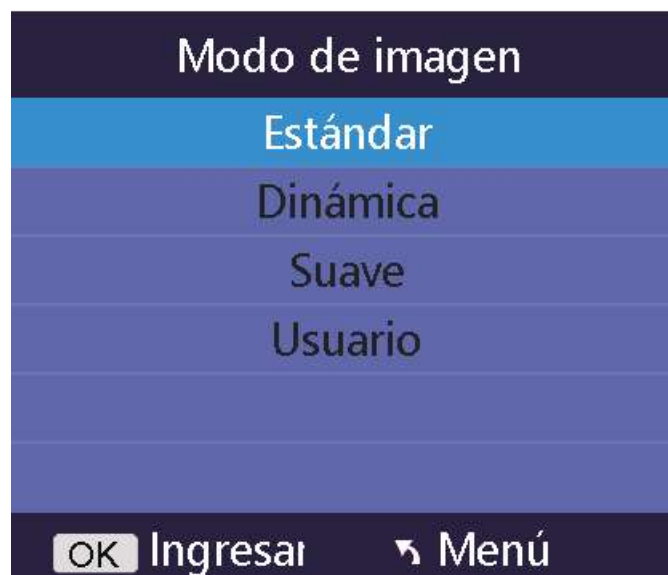 Modo de imagen
Estándar
Dinámica
Suave
Usuario
OK Ingresar Menú